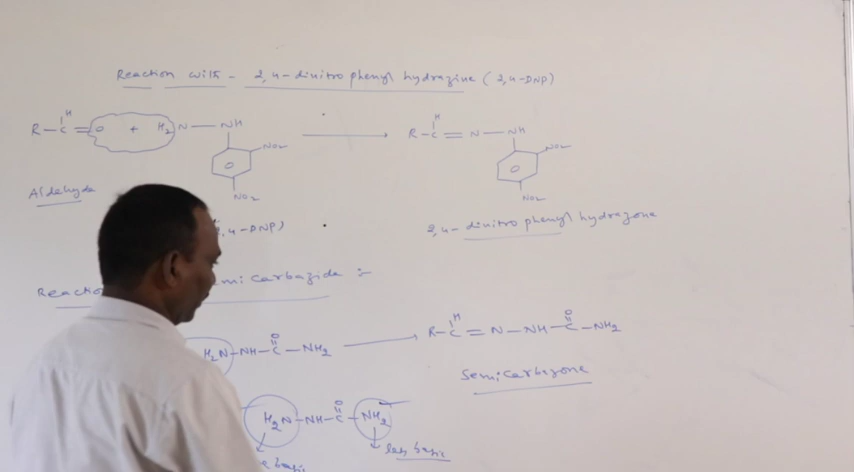 Reaction with - 2,4-dinitro phenyl hydrazine (2,4-DNP)
R-C(H)=O + H2N-NH → R-C(H)=N-NH
NO2 NO2
NO2 NO2
Aldehyde
,4-DNP) 2,4-dinitro phenyl hydrazone
Reactio mi carbazide :-
H2N-NH-C(=O)-NH2 → R-C(H)=N-NH-C(=O)-NH2
Semicarbazone
H2N-NH-C(=O)-NH2
e basic less basic